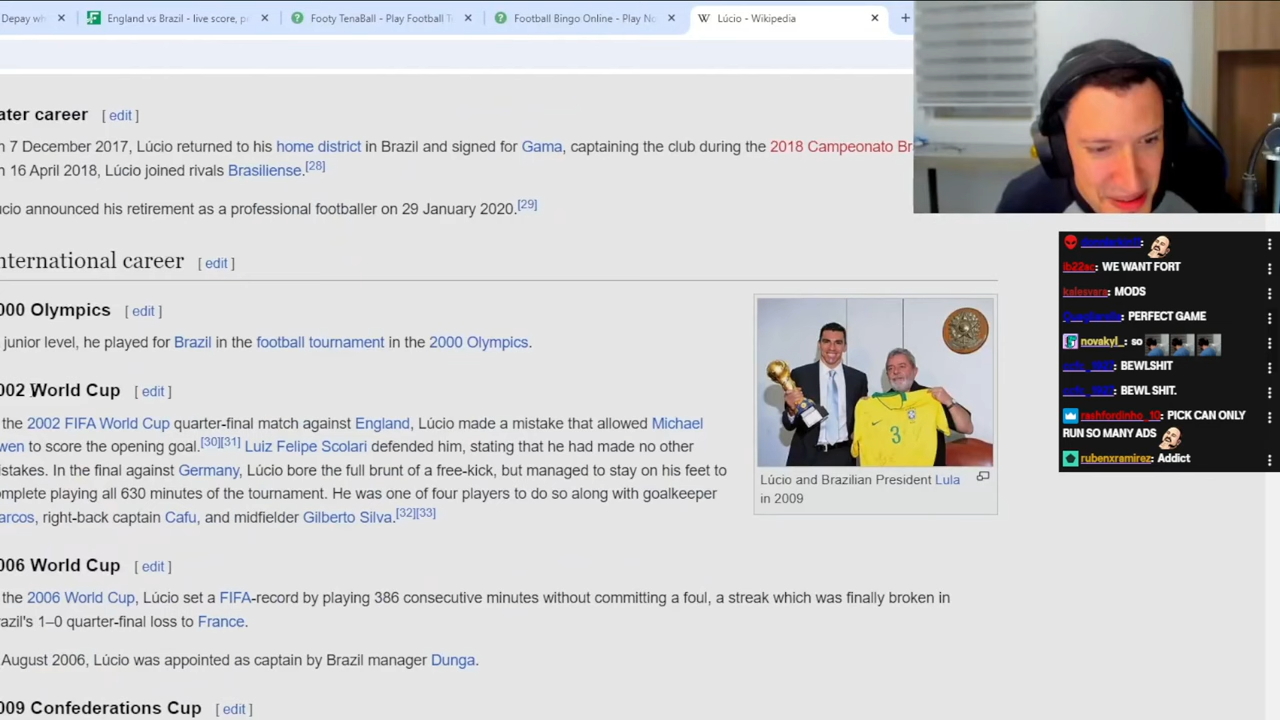 Depay wh
England vs Brazil - live score, p
Footy TenaBall - Play Football T
Football Bingo Online - Play No
W Lúcio - Wikipedia
ater career [ edit ]
n 7 December 2017, Lúcio returned to his home district in Brazil and signed for Gama, captaining the club during the 2018 Campeonato Br
n 16 April 2018, Lúcio joined rivals Brasiliense.[28]
úcio announced his retirement as a professional footballer on 29 January 2020.[29]
nternational career [ edit ]
000 Olympics [ edit ]
junior level, he played for Brazil in the football tournament in the 2000 Olympics.
002 World Cup [ edit ]
the 2002 FIFA World Cup quarter-final match against England, Lúcio made a mistake that allowed Michael
wen to score the opening goal.[30][31] Luiz Felipe Scolari defended him, stating that he had made no other
istakes. In the final against Germany, Lúcio bore the full brunt of a free-kick, but managed to stay on his feet to
omplete playing all 630 minutes of the tournament. He was one of four players to do so along with goalkeeper
arcos, right-back captain Cafu, and midfielder Gilberto Silva.[32][33]
3
Lúcio and Brazilian President Lula
in 2009
006 World Cup [ edit ]
the 2006 World Cup, Lúcio set a FIFA-record by playing 386 consecutive minutes without committing a foul, a streak which was finally broken in
razil's 1–0 quarter-final loss to France.
August 2006, Lúcio was appointed as captain by Brazil manager Dunga.
009 Confederations Cup [ edit ]
lb22ac: WE WANT FORT
kalesvara: MODS
PERFECT GAME
novakyl_: so
BEWLSHIT
BEWL SHIT.
rashfordinho_10: PICK CAN ONLY
RUN SO MANY ADS
rubenxramirez: Addict